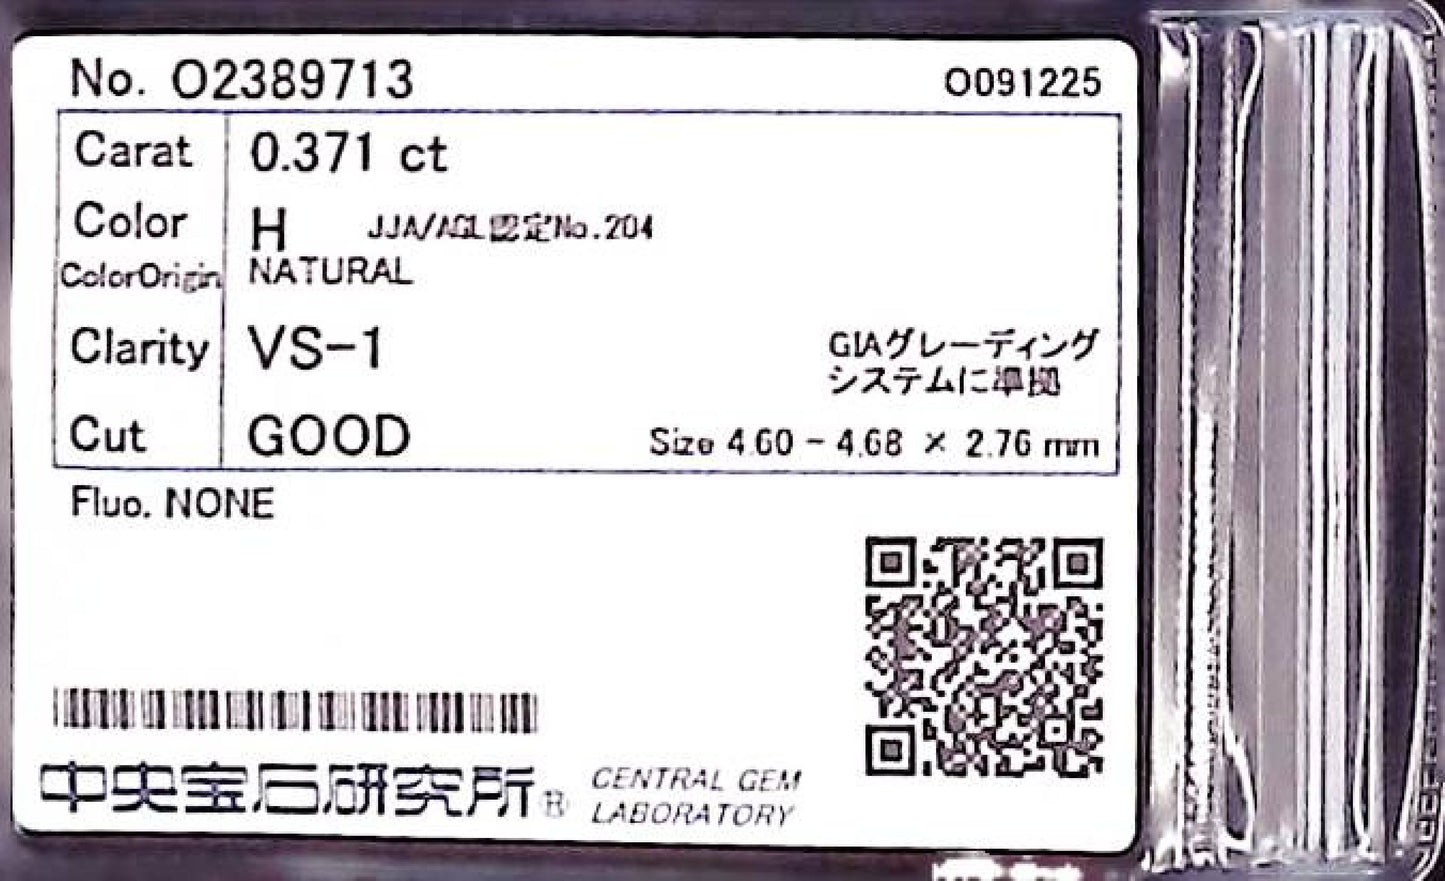 No. O2389713 O091225
Carat 0.371 ct
Color H JJA/AGL認定No.204
ColorOrigin NATURAL
Clarity VS-1 GIAグレーディング
システムに準拠
Cut GOOD Size 4.60 - 4.68 × 2.76 mm
Fluo. NONE
中央宝石研究所® CENTRAL GEM
LABORATORY